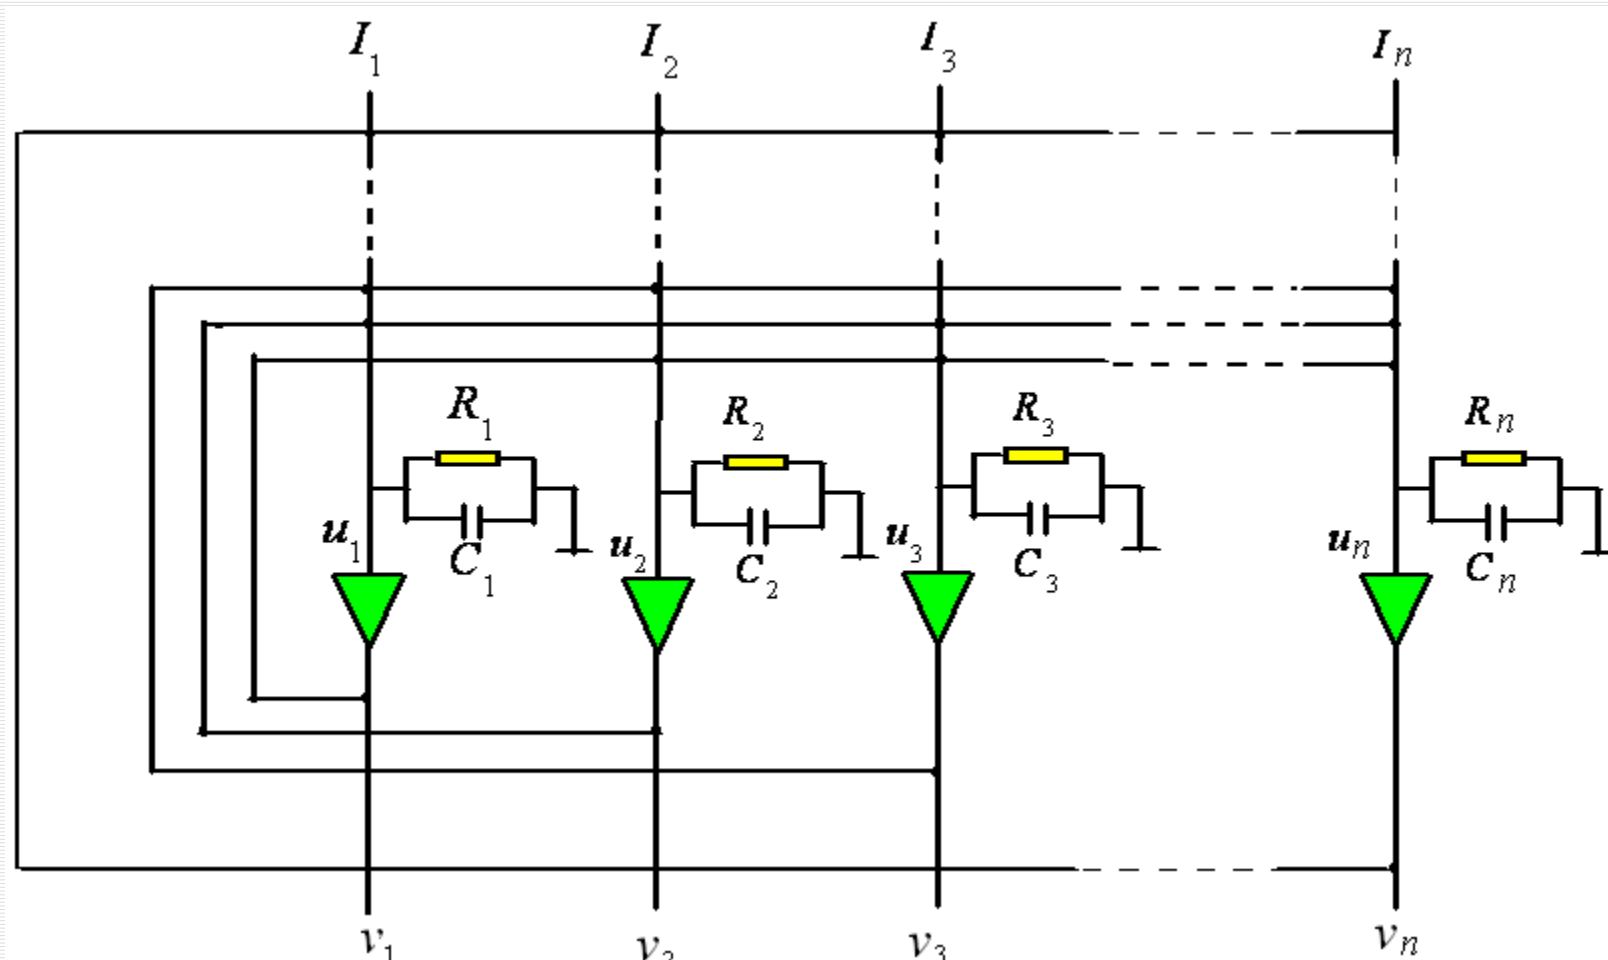 I1 I2 I3 In
R1 R2 R3 Rn
u1 u2 u3 un
C1 C2 C3 Cn
v1 v2 v3 vn